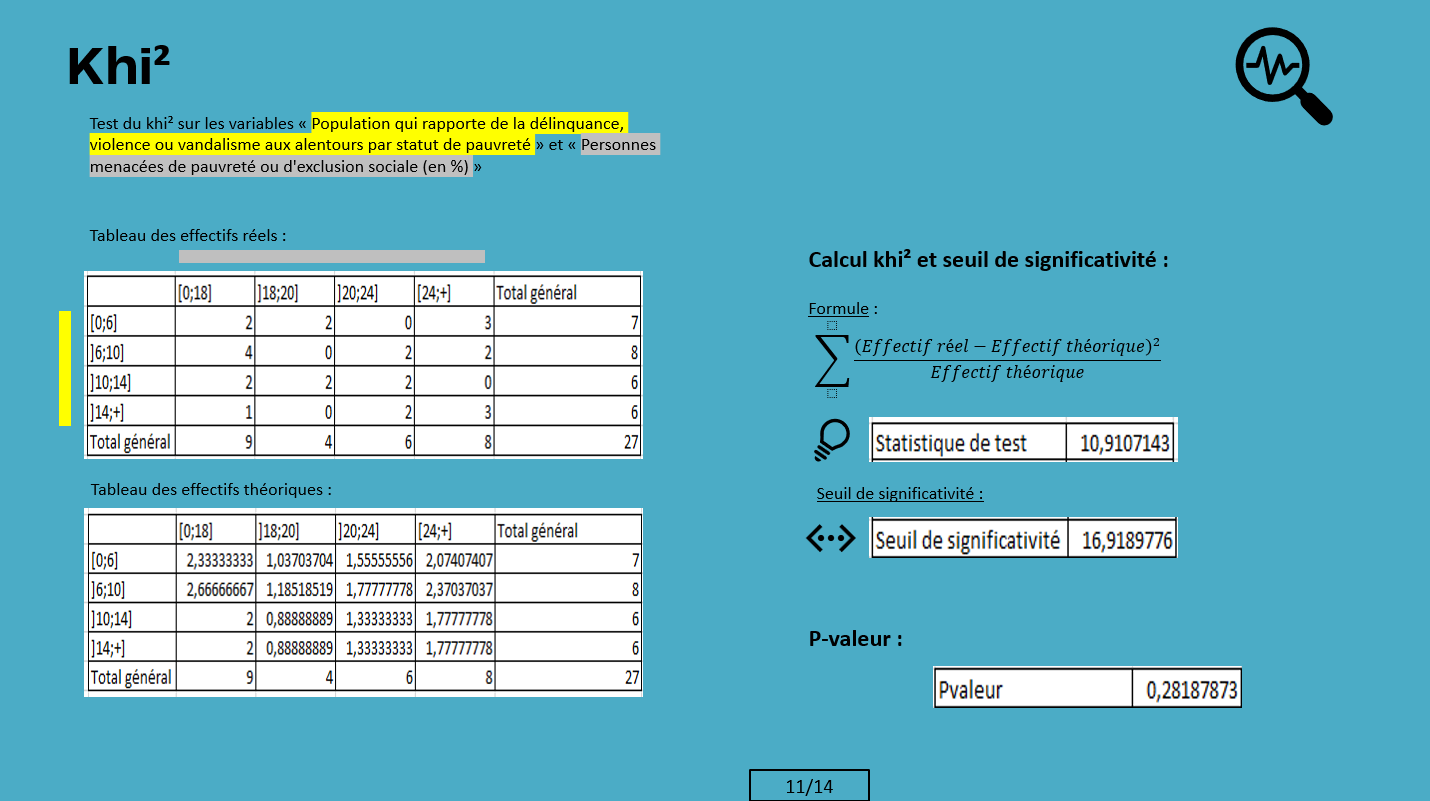 Khi²
Test du khi² sur les variables « Population qui rapporte de la délinquance,
violence ou vandalisme aux alentours par statut de pauvreté » et « Personnes
menacées de pauvreté ou d'exclusion sociale (en %) »
Tableau des effectifs réels :
[0;18] ]18;20] ]20;24] [24;+] Total général
[0;6] 2 2 0 3 7
]6;10] 4 0 2 2 8
]10;14] 2 2 2 0 6
]14;+] 1 0 2 3 6
Total général 9 4 6 8 27
Tableau des effectifs théoriques :
[0;18] ]18;20] ]20;24] [24;+] Total général
[0;6] 2,33333333 1,03703704 1,55555556 2,07407407 7
]6;10] 2,66666667 1,18518519 1,77777778 2,37037037 8
]10;14] 2 0,88888889 1,33333333 1,77777778 6
]14;+] 2 0,88888889 1,33333333 1,77777778 6
Total général 9 4 6 8 27
Calcul khi² et seuil de significativité :
Formule :
∑ (Effectif réel − Effectif théorique)²
Effectif théorique
Statistique de test 10,9107143
Seuil de significativité :
Seuil de significativité 16,9189776
P-valeur :
Pvaleur 0,28187873
11/14